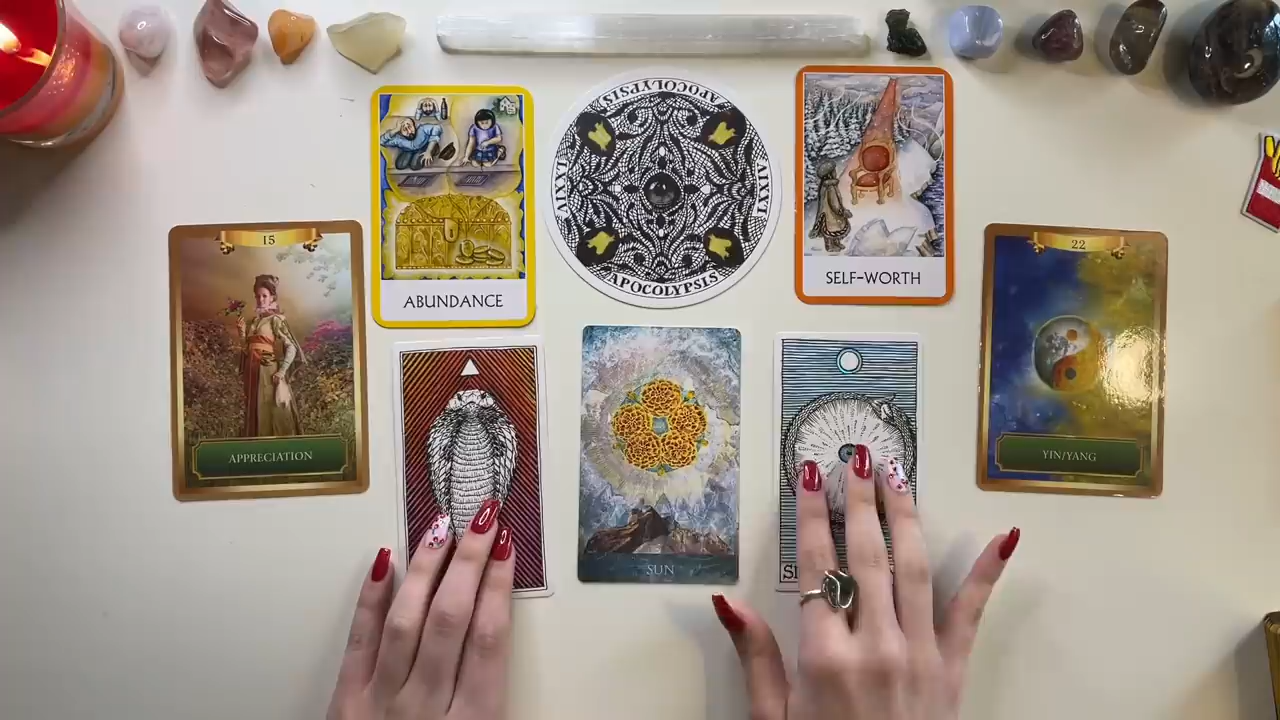 ABUNDANCE
APOCOLYPSIS
LXXIV
LXXIV
APOCOLYPSIS
SELF-WORTH
15
APPRECIATION
22
YIN/YANG
SUN